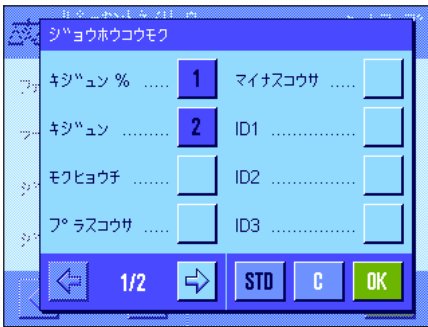 ジョウホウコウモク
キジュン % ..... 1
マイナスコウサ .....
キジュン ......... 2
ID1 ...............
モクヒョウチ ......
ID2 ...............
プラスコウサ ......
ID3 ...............
1/2
STD
C
OK